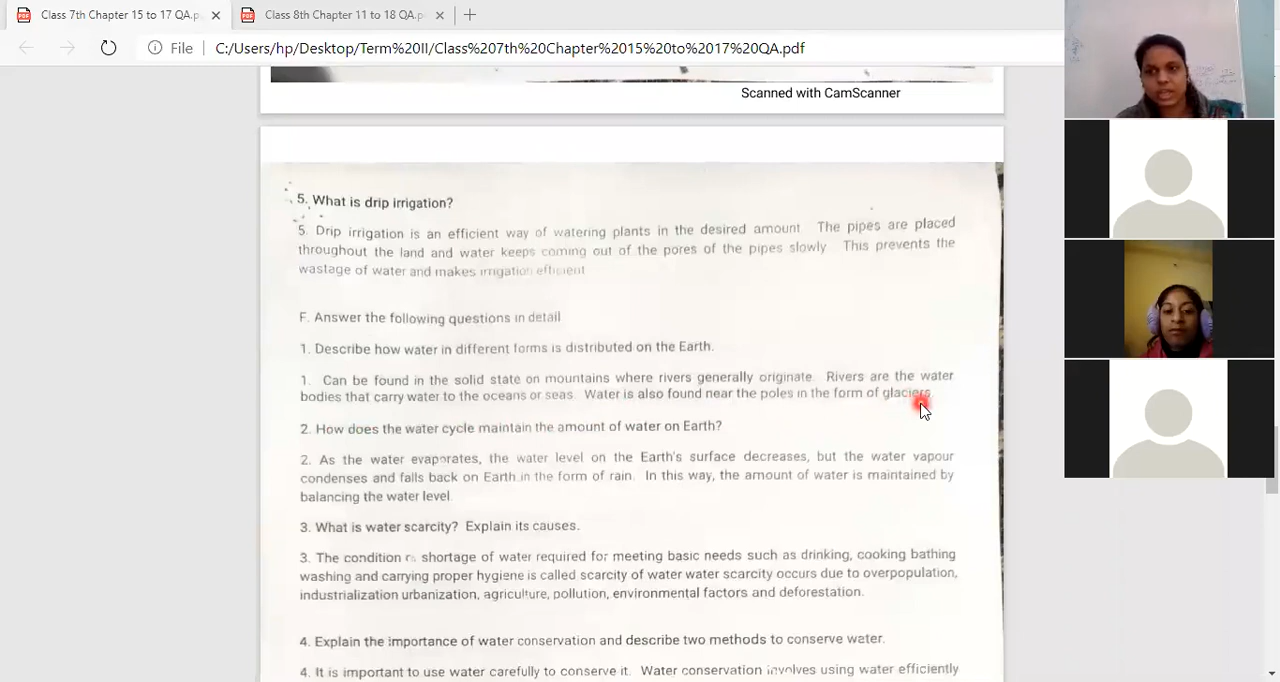 Class 7th Chapter 15 to 17 QA.p
Class 8th Chapter 11 to 18 QA.p
File
C:/Users/hp/Desktop/Term%20II/Class%207th%20Chapter%2015to%2017%20QA.pdf
Scanned with CamScanner
5. What is drip irrigation?
5. Drip irrigation is an efficient way of watering plants in the desired amount The pipes are placed
throughout the land and water keeps coming out of the pores of the pipes slowly This prevents the
wastage of water and makes irrigation efficient
F. Answer the following questions in detail
1. Describe how water in different forms is distributed on the Earth.
1. Can be found in the solid state on mountains where rivers generally originate. Rivers are the water
bodies that carry water to the oceans or seas. Water is also found near the poles in the form of glaciers.
2. How does the water cycle maintain the amount of water on Earth?
2. As the water evaporates, the water level on the Earth's surface decreases, but the water vapour
condenses and falls back on Earth in the form of rain. In this way, the amount of water is maintained by
balancing the water level
3. What is water scarcity? Explain its causes.
3. The condition shortage of water required for meeting basic needs such as drinking, cooking bathing
washing and carrying proper hygiene is called scarcity of water water scarcity occurs due to overpopulation,
industrialization urbanization, agriculture, pollution, environmental factors and deforestation.
4. Explain the importance of water conservation and describe two methods to conserve water.
4. It is important to use water carefully to conserve it. Water conservation involves using water efficiently